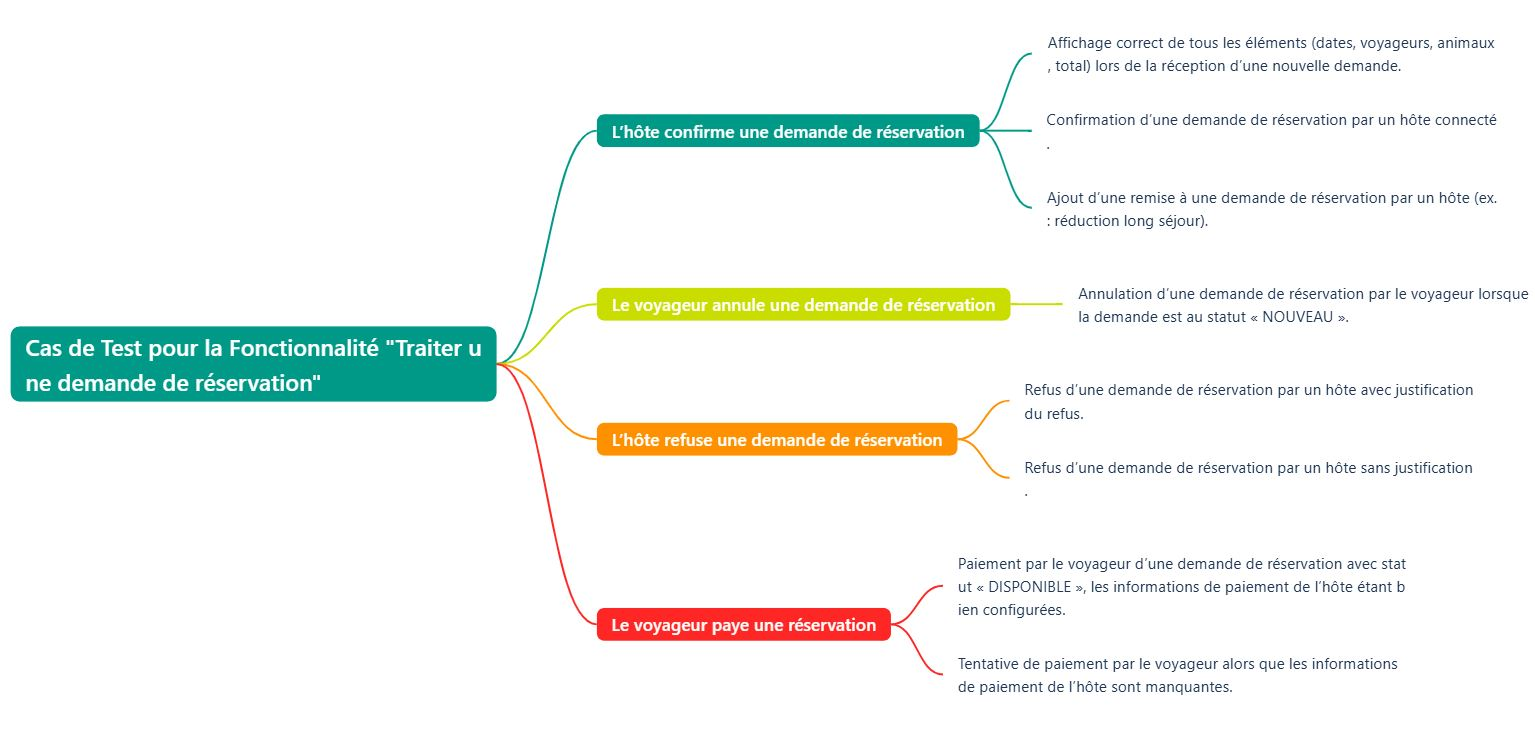 Cas de Test pour la Fonctionnalité "Traiter u
ne demande de réservation"
L’hôte confirme une demande de réservation
Affichage correct de tous les éléments (dates, voyageurs, animaux
, total) lors de la réception d’une nouvelle demande.
Confirmation d’une demande de réservation par un hôte connecté
.
Ajout d’une remise à une demande de réservation par un hôte (ex.
: réduction long séjour).
Le voyageur annule une demande de réservation
Annulation d’une demande de réservation par le voyageur lorsque
la demande est au statut « NOUVEAU ».
L’hôte refuse une demande de réservation
Refus d’une demande de réservation par un hôte avec justification
du refus.
Refus d’une demande de réservation par un hôte sans justification
.
Le voyageur paye une réservation
Paiement par le voyageur d’une demande de réservation avec stat
ut « DISPONIBLE », les informations de paiement de l’hôte étant b
ien configurées.
Tentative de paiement par le voyageur alors que les informations
de paiement de l’hôte sont manquantes.